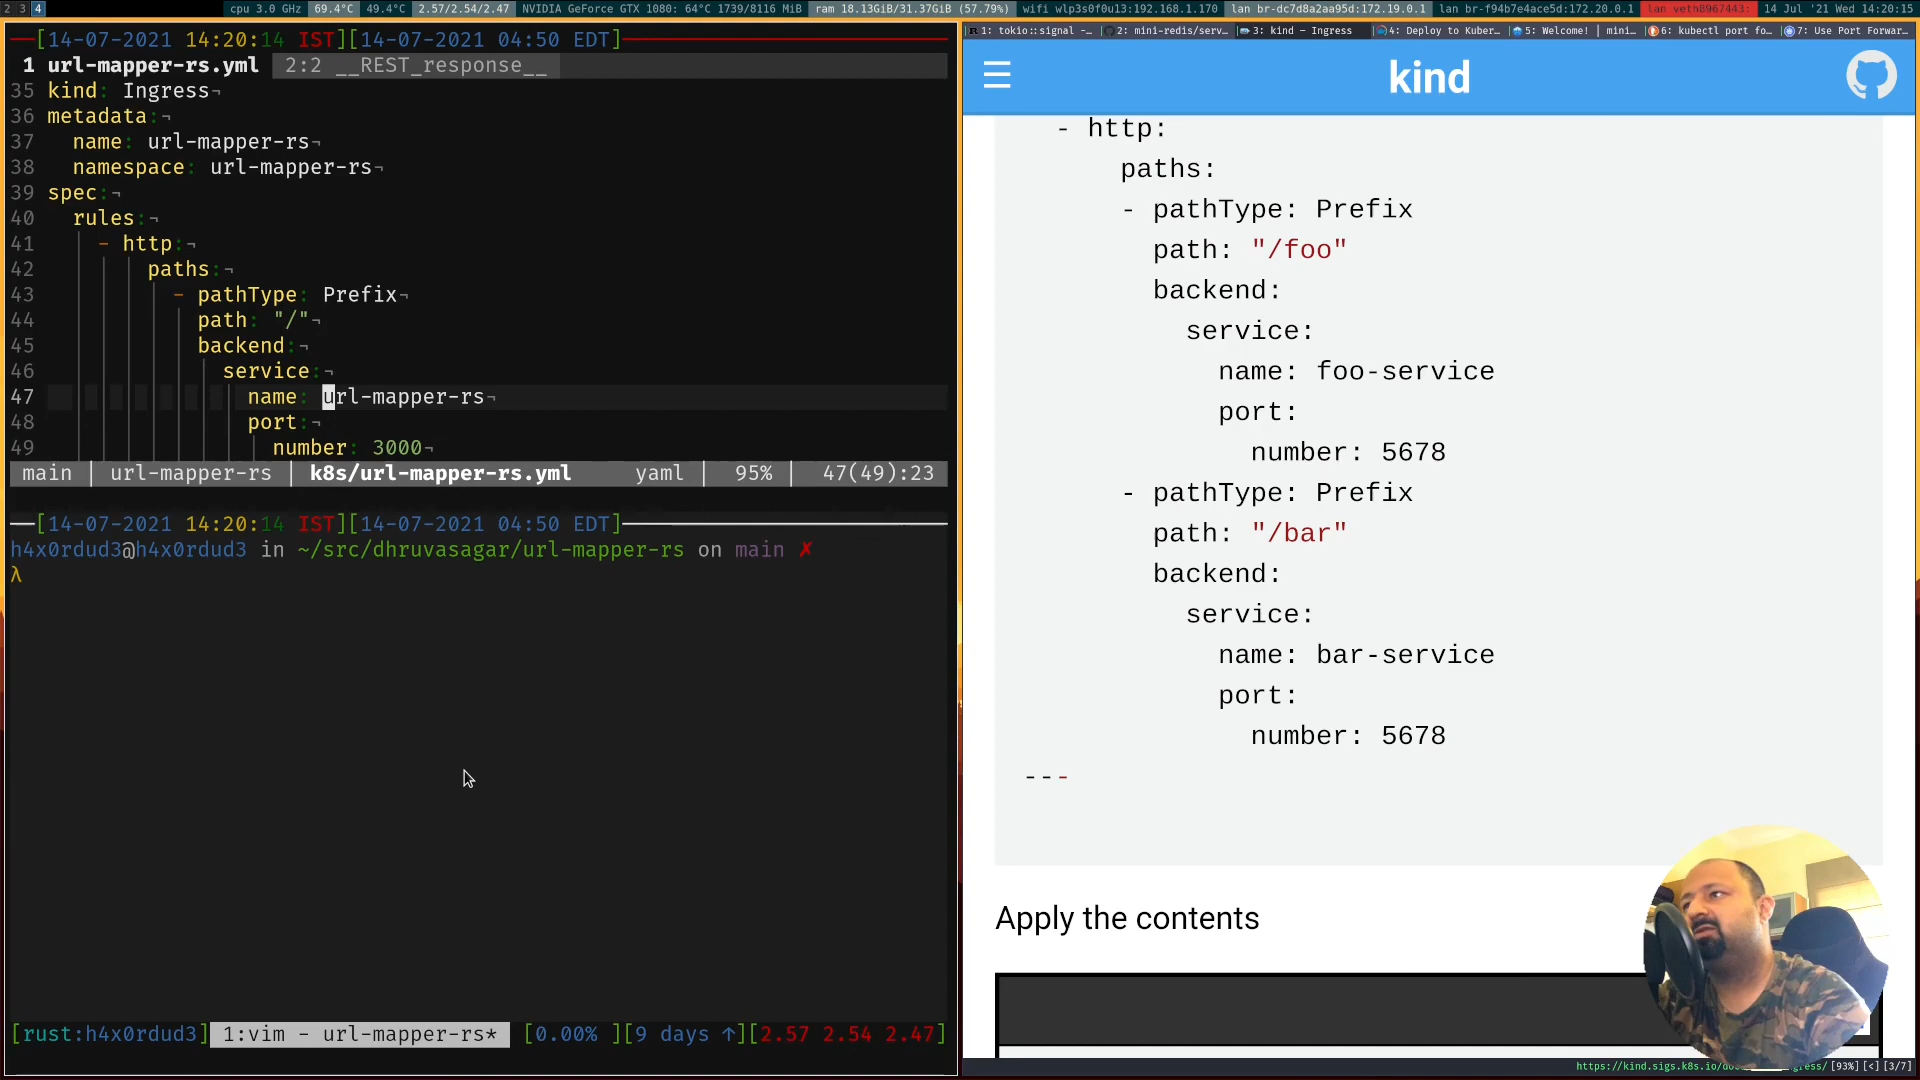 2 3 4 cpu 3.0 GHz 69.4°C 49.4°C 2.57/2.54/2.47 NVIDIA GeForce GTX 1080: 64°C 1739/8116 MiB ram 18.13GiB/31.37GiB (57.79%) wifi wlp3s0f0u13:192.168.1.170 lan br-dc7d8a2aa95d:172.19.0.1 lan br-f94b7e4ace5d:172.20.0.1 lan veth8967443: 14 Jul '21 Wed 14:20:15
[14-07-2021 14:20:14 IST][14-07-2021 04:50 EDT]
1 url-mapper-rs.yml 2:2 __REST_response__
35 kind: Ingress¬
36 metadata:¬
37 name: url-mapper-rs¬
38 namespace: url-mapper-rs¬
39 spec:¬
40 rules:¬
41 - http:¬
42 paths:¬
43 - pathType: Prefix¬
44 path: "/"¬
45 backend:¬
46 service:¬
47 name: url-mapper-rs¬
48 port:¬
49 number: 3000¬
main | url-mapper-rs | k8s/url-mapper-rs.yml yaml | 95% | 47(49):23
[14-07-2021 14:20:14 IST][14-07-2021 04:50 EDT]
h4x0rdud3@h4x0rdud3 in ~/src/dhruvasagar/url-mapper-rs on main ✗
λ
[rust:h4x0rdud3] 1:vim - url-mapper-rs* [0.00% ][9 days ↑][2.57 2.54 2.47]
1: tokio::signal -… 2: mini-redis/serv… 3: kind – Ingress 4: Deploy to Kuber… 5: Welcome! | mini… 6: kubectl port fo… 7: Use Port Forwar…
☰ kind
- http:
paths:
- pathType: Prefix
path: "/foo"
backend:
service:
name: foo-service
port:
number: 5678
- pathType: Prefix
path: "/bar"
backend:
service:
name: bar-service
port:
number: 5678
---
Apply the contents
https://kind.sigs.k8s.io/do gress/ [93%] [<] [3/7]